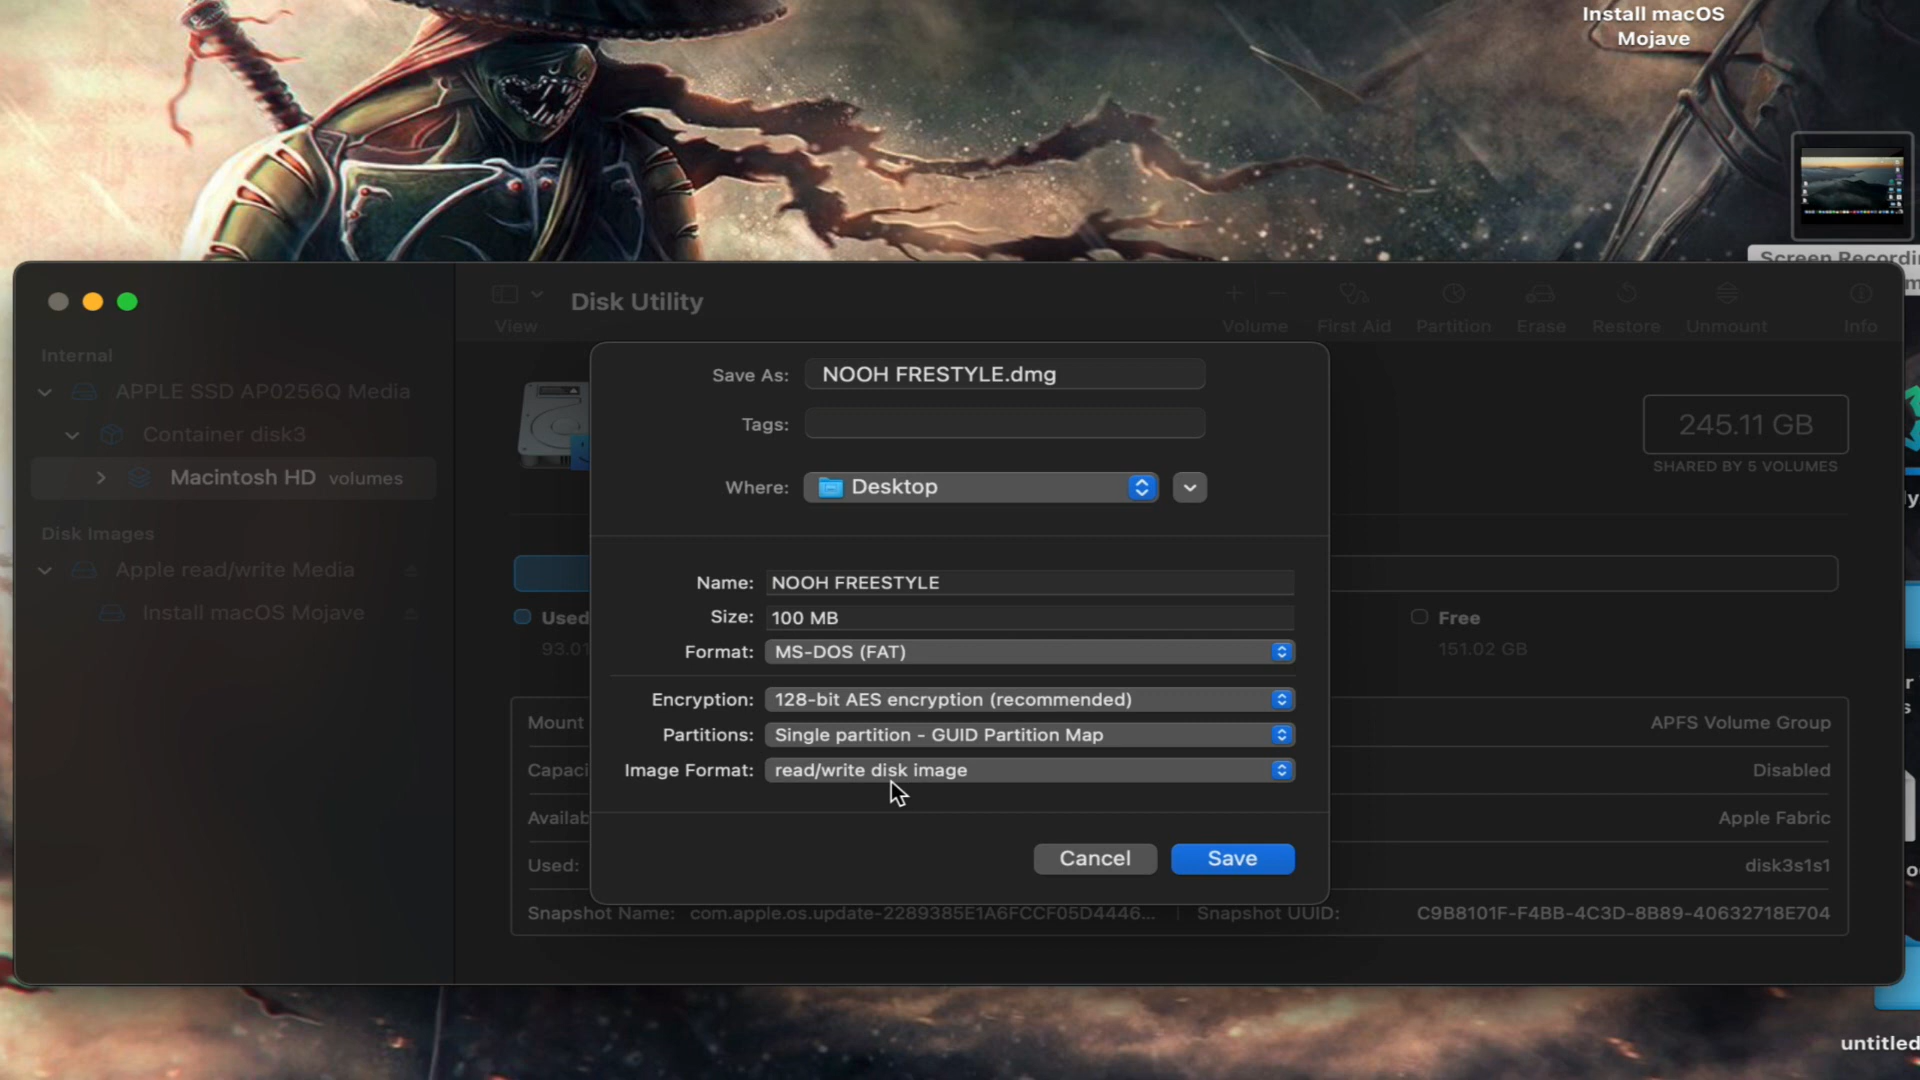 Install macOS
Mojave
Screen Recordi
Disk Utility
View
Volume
First Aid
Partition
Erase
Restore
Unmount
Info
Internal
APPLE SSD AP0256Q Media
Container disk3
Macintosh HD volumes
Disk Images
Apple read/write Media
Install macOS Mojave
Save As: NOOH FRESTYLE.dmg
Tags:
Where: Desktop
Name: NOOH FREESTYLE
Size: 100 MB
Format: MS-DOS (FAT)
Encryption: 128-bit AES encryption (recommended)
Partitions: Single partition - GUID Partition Map
Image Format: read/write disk image
Cancel
Save
245.11 GB
SHARED BY 5 VOLUMES
Used
93.01
Free
151.02 GB
Mount
APFS Volume Group
Capaci
Disabled
Availab
Apple Fabric
Used:
disk3s1s1
Snapshot Name: com.apple.os.update-2289385E1A6FCCF05D4446...
Snapshot UUID: C9B8101F-F4BB-4C3D-8B89-40632718E704
untitled